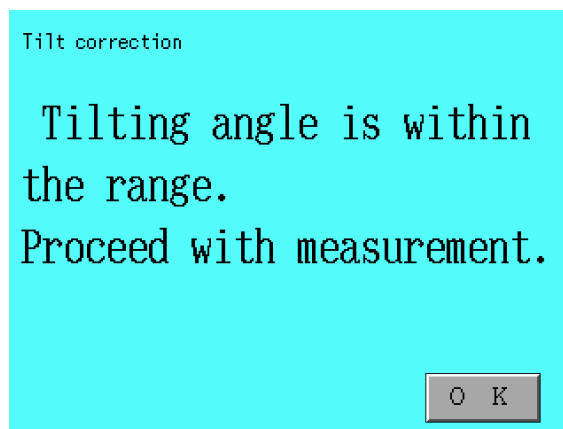 Tilt correction
Tilting angle is within
the range.
Proceed with measurement.
O K